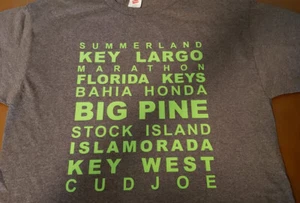 SUMMERLAND
KEY LARGO
MARATHON
FLORIDA KEYS
BAHIA HONDA
BIG PINE
STOCK ISLAND
ISLAMORADA
KEY WEST
CUDJOE